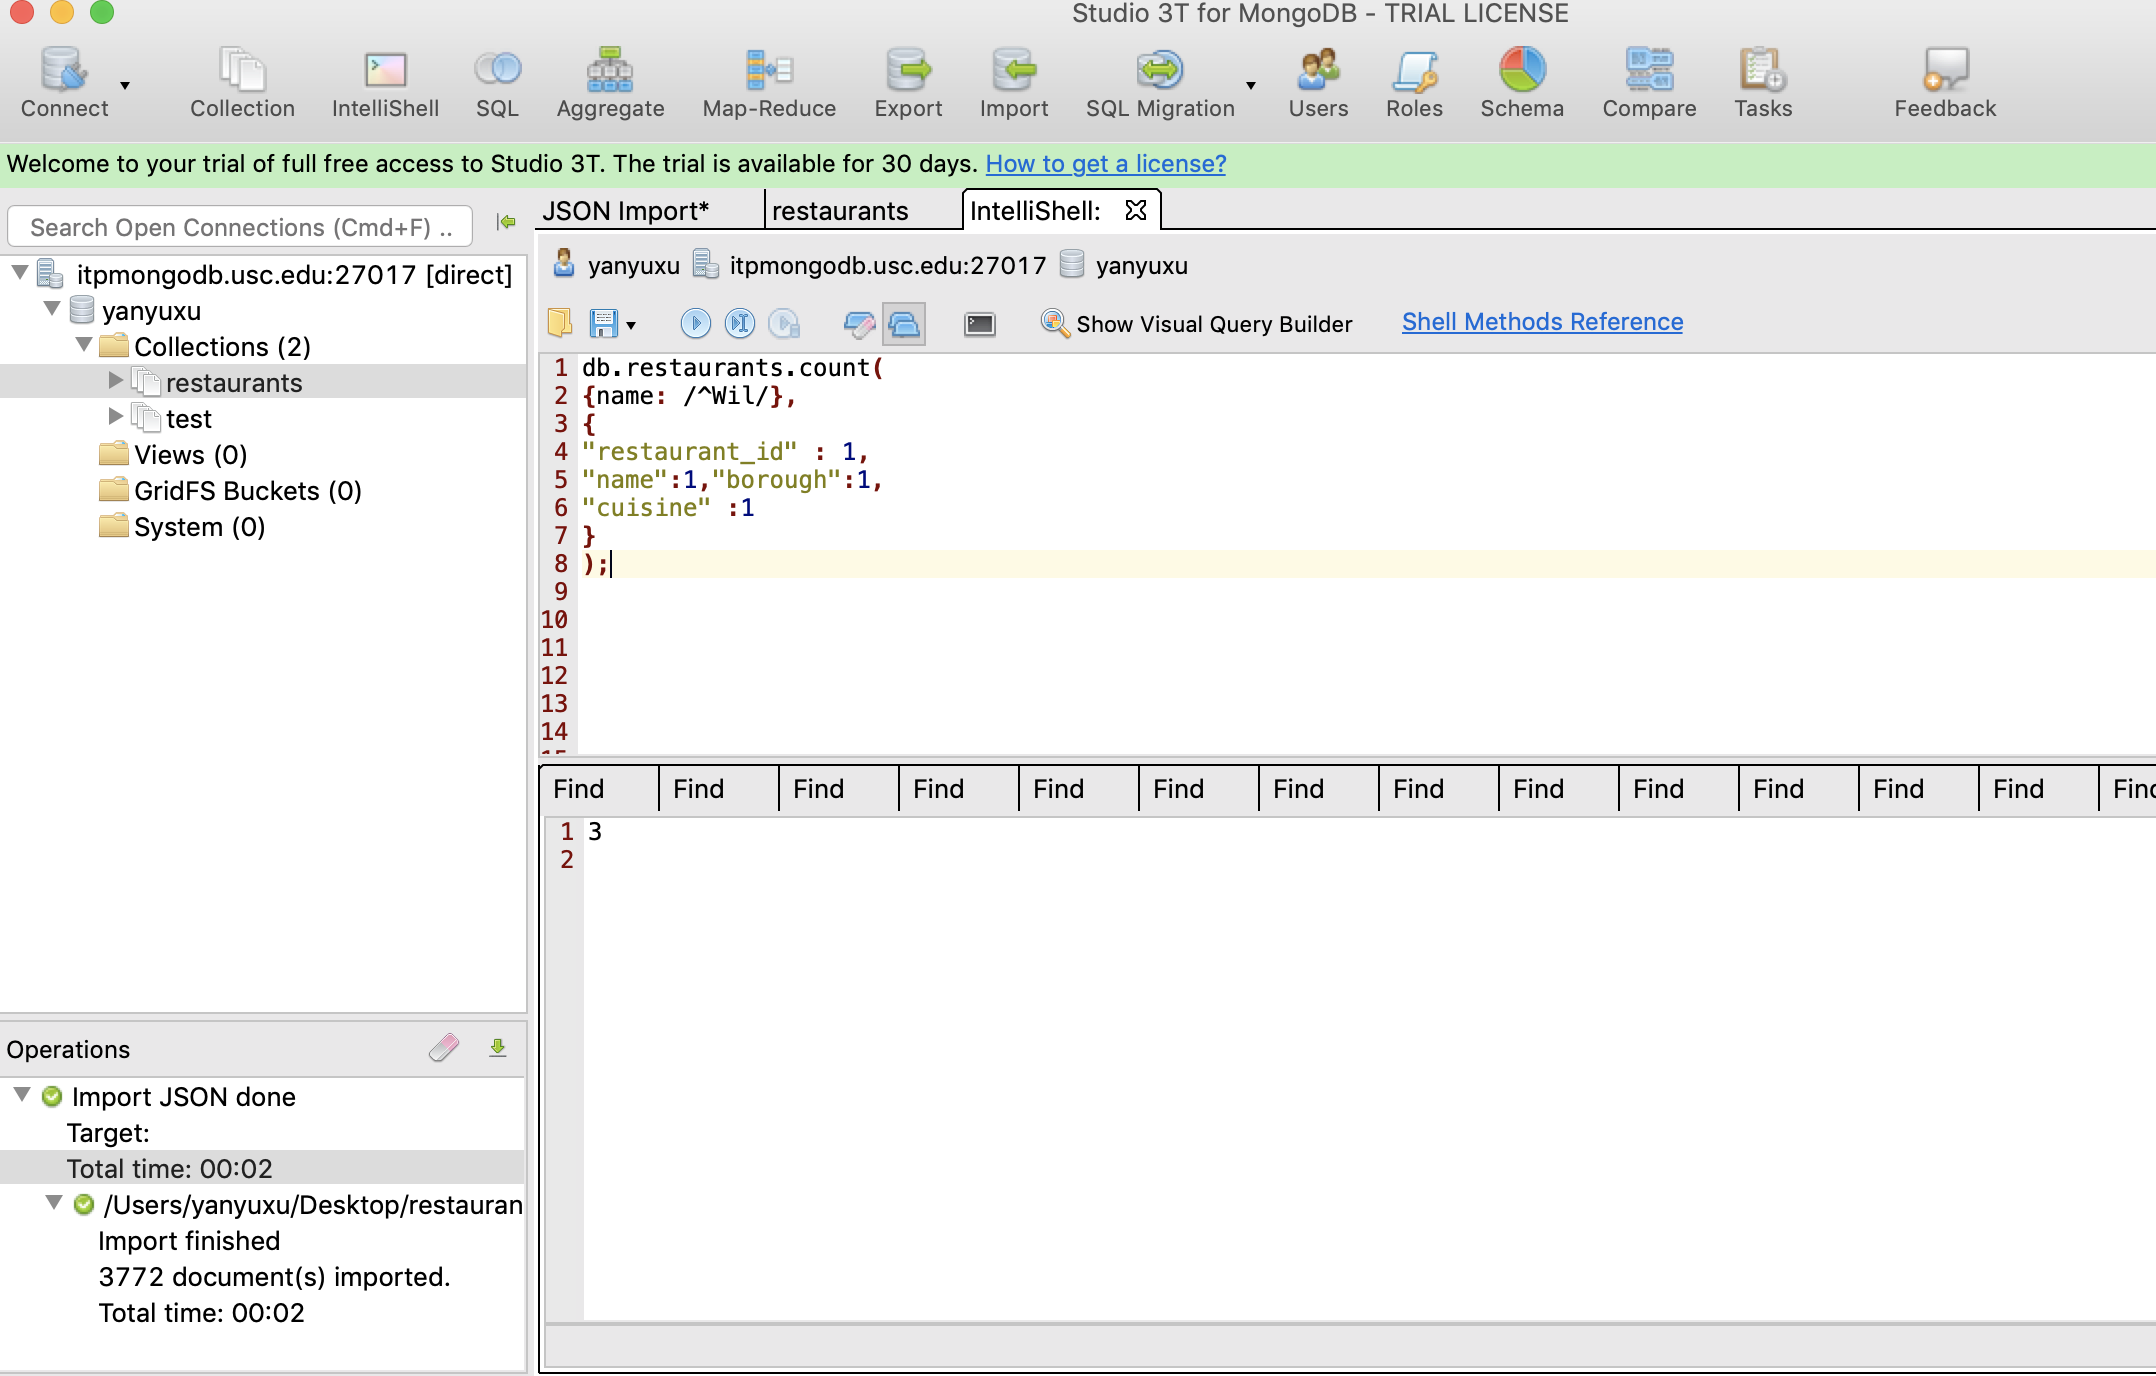 Studio 3T for MongoDB - TRIAL LICENSE
Connect Collection IntelliShell SQL Aggregate Map-Reduce Export Import SQL Migration Users Roles Schema Compare Tasks Feedback
Welcome to your trial of full free access to Studio 3T. The trial is available for 30 days. How to get a license?
Search Open Connections (Cmd+F) ..
itpmongodb.usc.edu:27017 [direct]
yanyuxu
Collections (2)
restaurants
test
Views (0)
GridFS Buckets (0)
System (0)
Operations
Import JSON done
Target:
Total time: 00:02
/Users/yanyuxu/Desktop/restauran
Import finished
3772 document(s) imported.
Total time: 00:02
JSON Import* restaurants IntelliShell:
yanyuxu itpmongodb.usc.edu:27017 yanyuxu
Show Visual Query Builder Shell Methods Reference
1 db.restaurants.count(
2 {name: /^Wil/},
3 {
4 "restaurant_id" : 1,
5 "name":1,"borough":1,
6 "cuisine" :1
7 }
8 );
9
10
11
12
13
14
15
Find Find Find Find Find Find Find Find Find Find Find Find Find Find
1 3
2